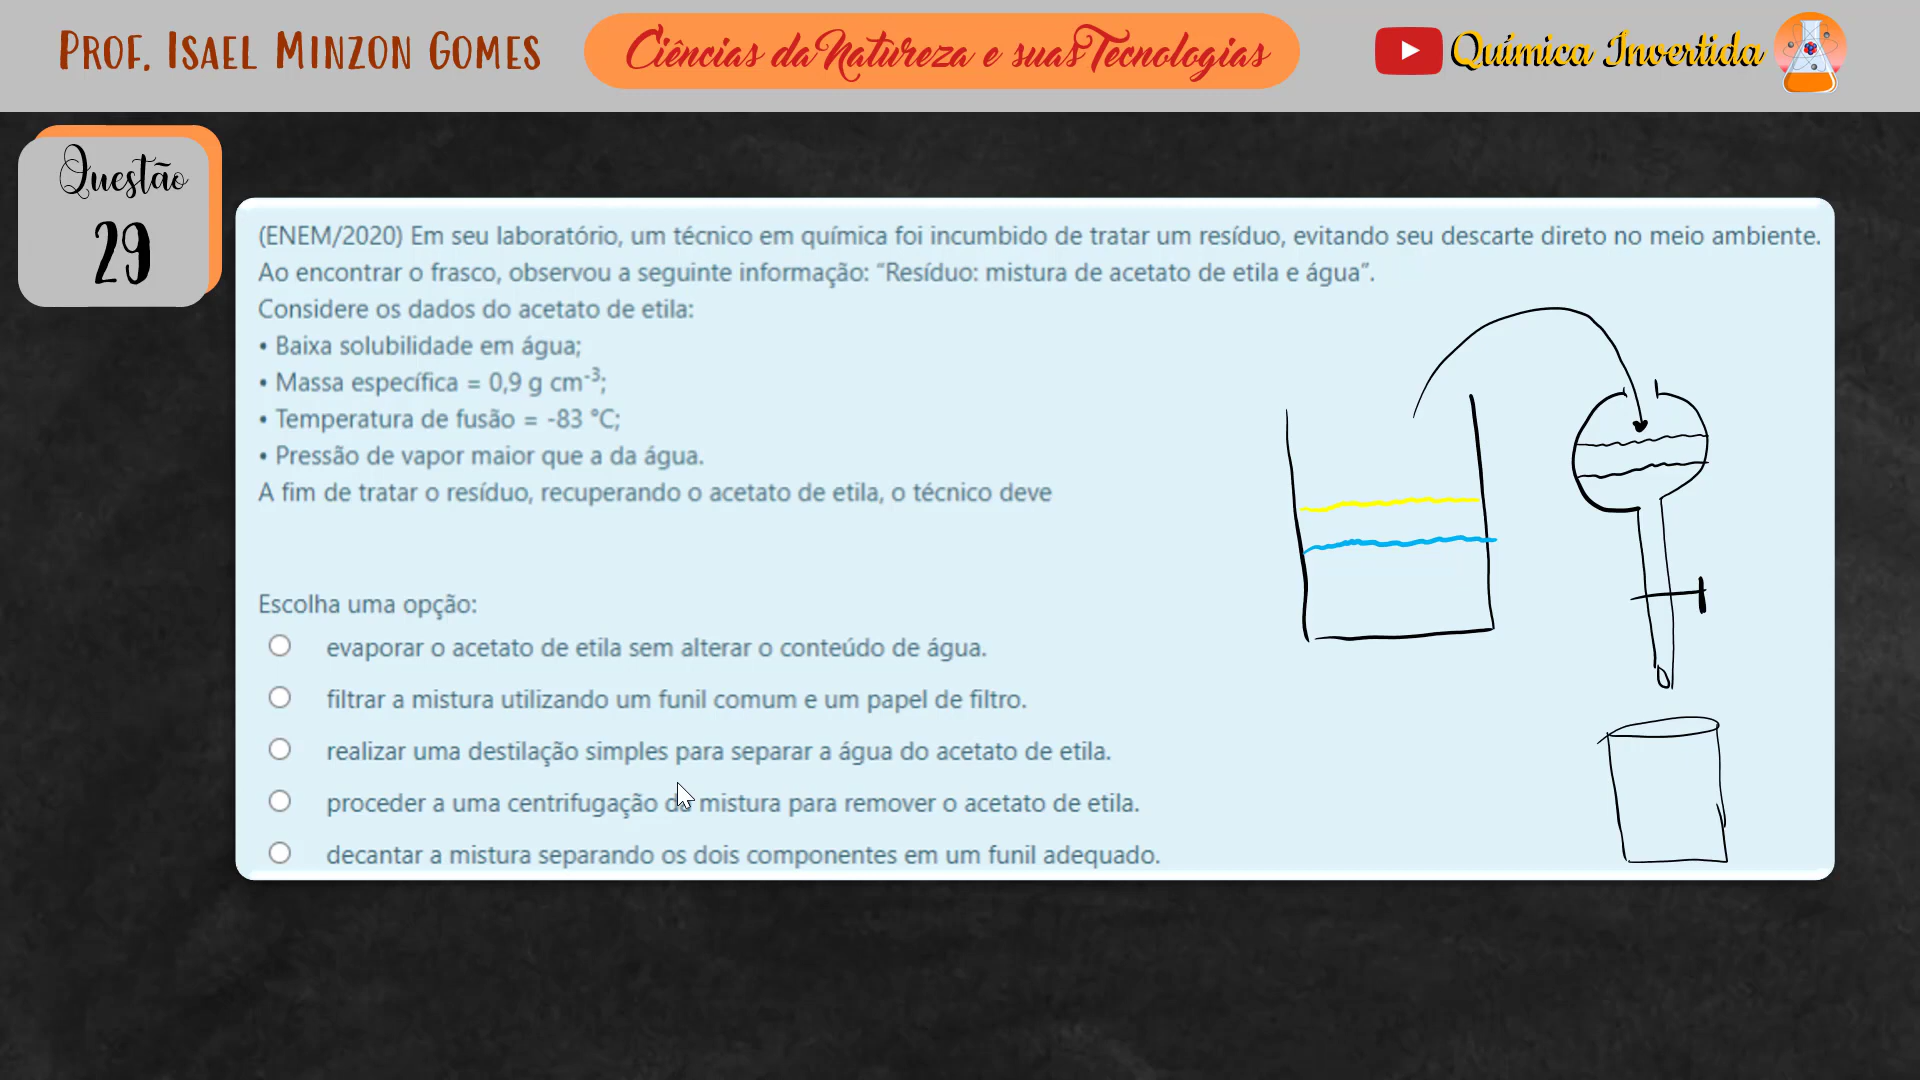 Prof. Isael Minzon Gomes
Ciências da Natureza e suas Tecnologias
Química Invertida
Questão
29
(ENEM/2020) Em seu laboratório, um técnico em química foi incumbido de tratar um resíduo, evitando seu descarte direto no meio ambiente.
Ao encontrar o frasco, observou a seguinte informação: “Resíduo: mistura de acetato de etila e água”.
Considere os dados do acetato de etila:
• Baixa solubilidade em água;
• Massa específica = 0,9 g cm⁻³;
• Temperatura de fusão = -83 °C;
• Pressão de vapor maior que a da água.
A fim de tratar o resíduo, recuperando o acetato de etila, o técnico deve
Escolha uma opção:
evaporar o acetato de etila sem alterar o conteúdo de água.
filtrar a mistura utilizando um funil comum e um papel de filtro.
realizar uma destilação simples para separar a água do acetato de etila.
proceder a uma centrifugação da mistura para remover o acetato de etila.
decantar a mistura separando os dois componentes em um funil adequado.